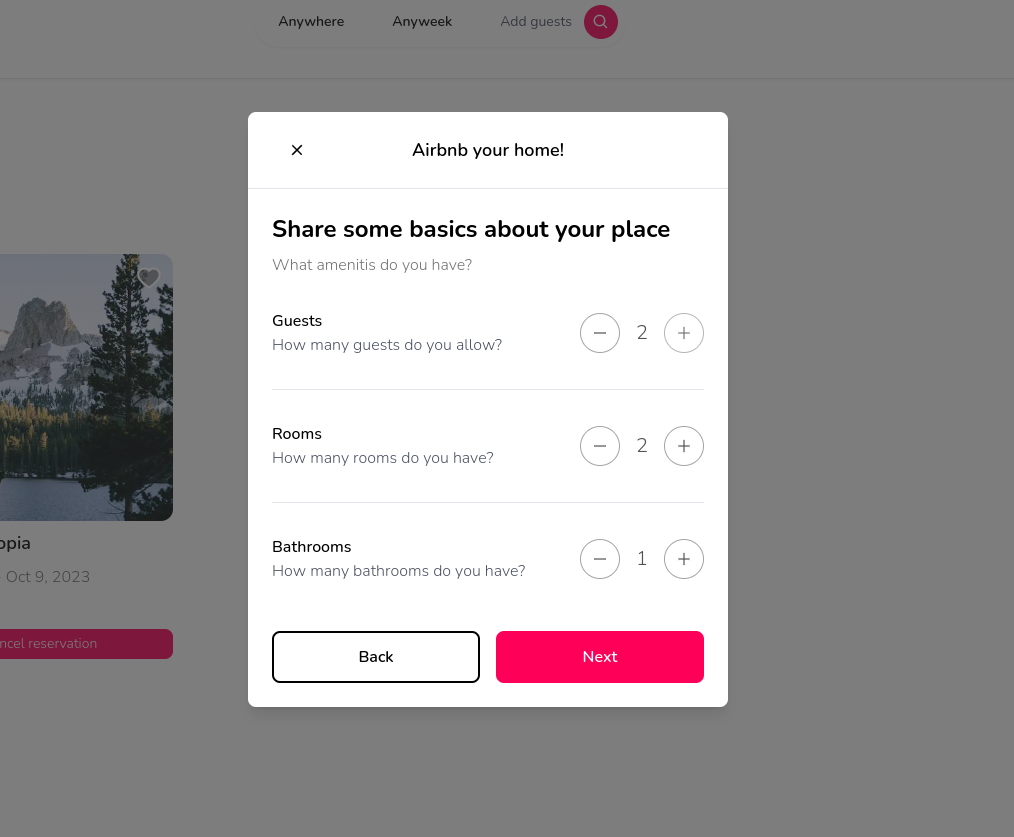 Anywhere Anyweek Add guests
Airbnb your home!
Share some basics about your place
What amenitis do you have?
Guests
How many guests do you allow?
2
Rooms
How many rooms do you have?
2
Bathrooms
How many bathrooms do you have?
1
opia
- Oct 9, 2023
ncel reservation
Back
Next